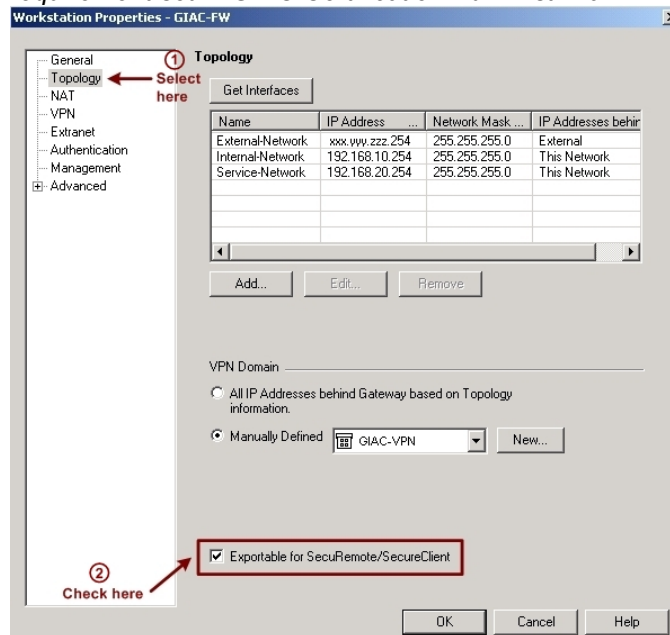 Workstation Properties - GIAC-FW
General
Topology
NAT
VPN
Extranet
Authentication
Management
Advanced
1
Select
here
Topology
Get Interfaces
Name IP Address ... Network Mask ... IP Addresses behir
External-Network xxx.yyy.zzz.254 255.255.255.0 External
Internal-Network 192.168.10.254 255.255.255.0 This Network
Service-Network 192.168.20.254 255.255.255.0 This Network
Add... Edit... Remove
VPN Domain
All IP Addresses behind Gateway based on Topology
information.
Manually Defined GIAC-VPN New...
Exportable for SecuRemote/SecureClient
2
Check here
OK Cancel Help